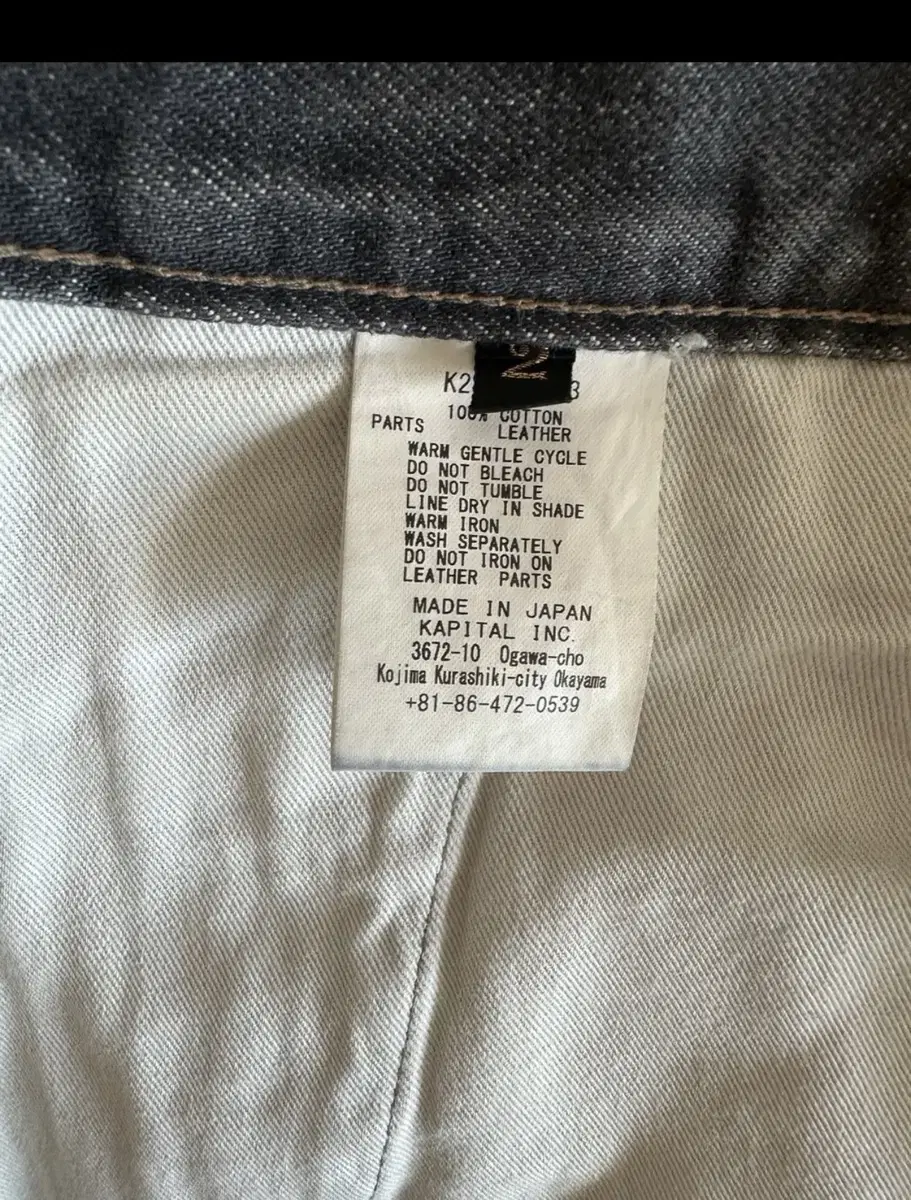 2
K2 3
100% COTTON
PARTS LEATHER
WARM GENTLE CYCLE
DO NOT BLEACH
DO NOT TUMBLE
LINE DRY IN SHADE
WARM IRON
WASH SEPARATELY
DO NOT IRON ON
LEATHER PARTS
MADE IN JAPAN
KAPITAL INC.
3672-10 Ogawa-cho
Kojima Kurashiki-city Okayama
+81-86-472-0539